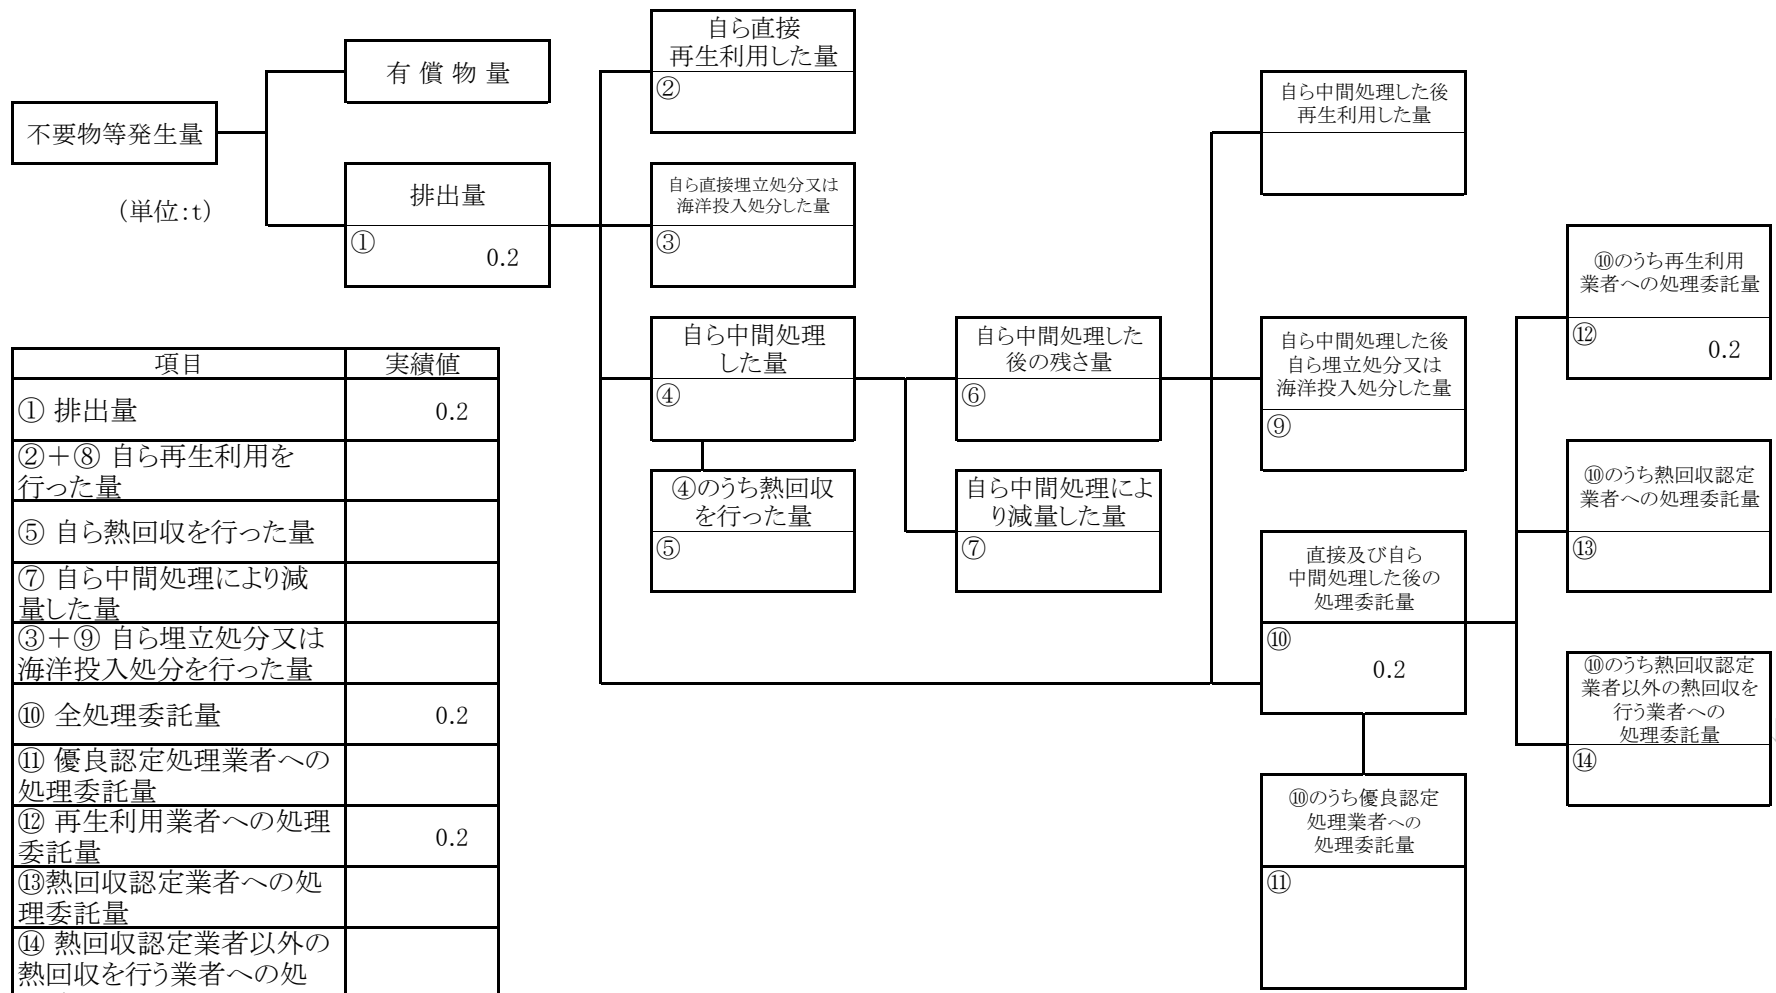 自ら直接
再生利用した量
②
有 償 物 量
不要物等発生量
(単位:t)
排出量
①
0.2
自ら直接埋立処分又は
海洋投入処分した量
③
自ら中間処理
した量
④
④のうち熱回収
を行った量
⑤
自ら中間処理した
後の残さ量
⑥
自ら中間処理によ
り減量した量
⑦
自ら中間処理した後
再生利用した量
自ら中間処理した後
自ら埋立処分又は
海洋投入処分した量
⑨
直接及び自ら
中間処理した後の
処理委託量
⑩
0.2
⑩のうち優良認定
処理業者への
処理委託量
⑪
⑩のうち再生利用
業者への処理委託量
⑫
0.2
⑩のうち熱回収認定
業者への処理委託量
⑬
⑩のうち熱回収認定
業者以外の熱回収を
行う業者への
処理委託量
⑭
項目 実績値
① 排出量 0.2
②+⑧ 自ら再生利用を
行った量
⑤ 自ら熱回収を行った量
⑦ 自ら中間処理により減
量した量
③+⑨ 自ら埋立処分又は
海洋投入処分を行った量
⑩ 全処理委託量 0.2
⑪ 優良認定処理業者への
処理委託量
⑫ 再生利用業者への処理
委託量 0.2
⑬熱回収認定業者への処
理委託量
⑭ 熱回収認定業者以外の
熱回収を行う業者への処